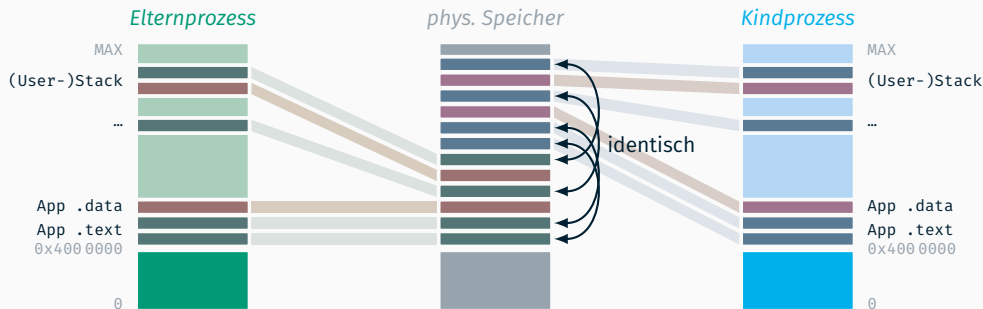 Elternprozess
phys. Speicher
Kindprozess
MAX
MAX
(User-)Stack
(User-)Stack
…
…
identisch
App .data
App .data
App .text
App .text
0x400 0000
0x400 0000
0
0